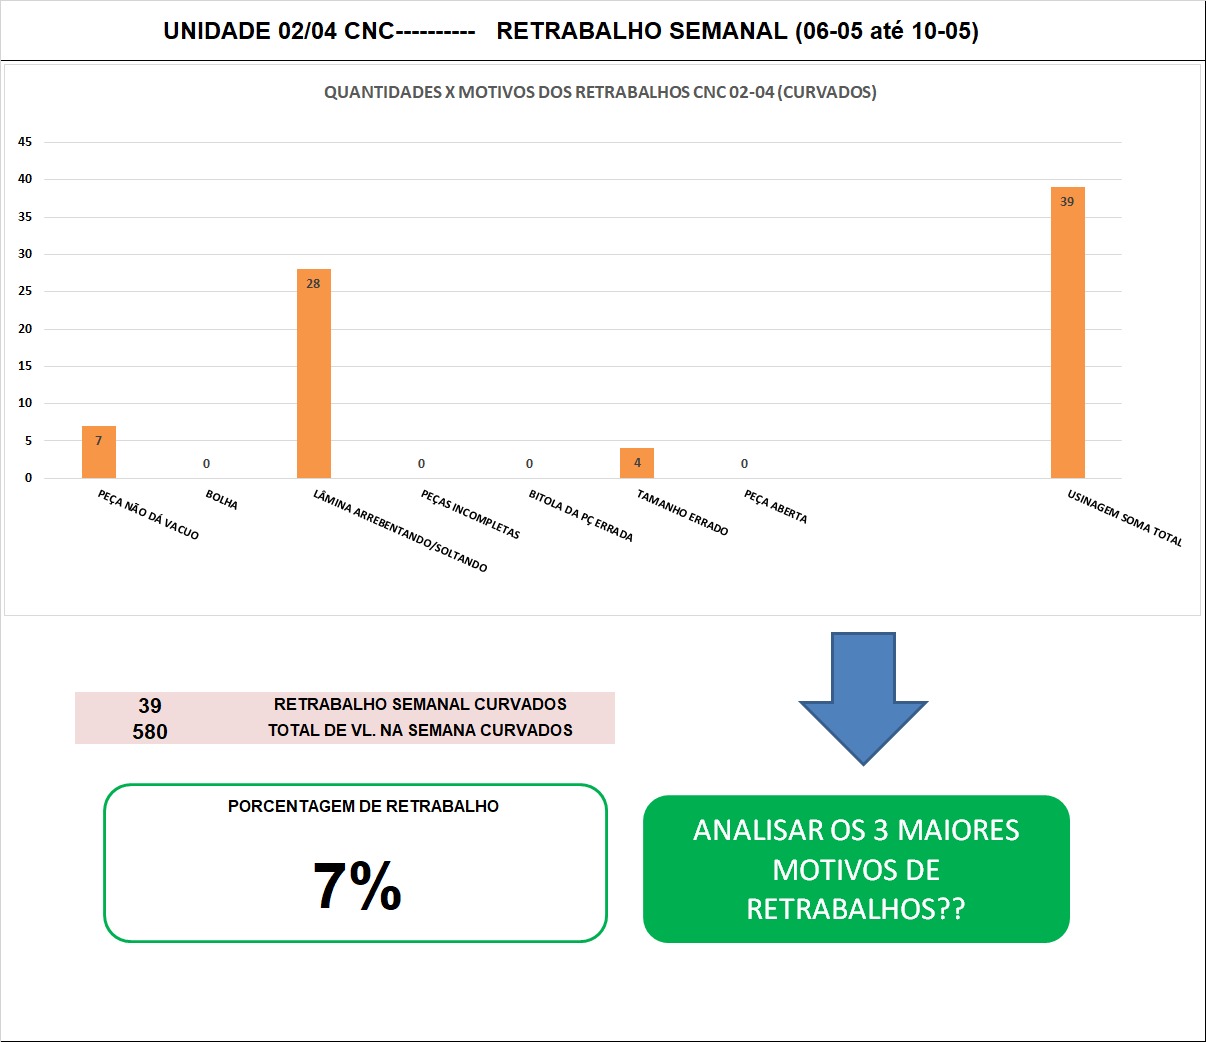 UNIDADE 02/04 CNC---------- RETRABALHO SEMANAL (06-05 até 10-05)
QUANTIDADES X MOTIVOS DOS RETRABALHOS CNC 02-04 (CURVADOS)
45
40
35
30
25
20
15
10
5
0
7
0
28
0
0
4
0
39
PEÇA NÃO DÁ VACUO
BOLHA
LÂMINA ARREBENTANDO/SOLTANDO
PEÇAS INCOMPLETAS
BITOLA DA PÇ ERRADA
TAMANHO ERRADO
PEÇA ABERTA
USINAGEM SOMA TOTAL
39 RETRABALHO SEMANAL CURVADOS
580 TOTAL DE VL. NA SEMANA CURVADOS
PORCENTAGEM DE RETRABALHO
7%
ANALISAR OS 3 MAIORES
MOTIVOS DE
RETRABALHOS??